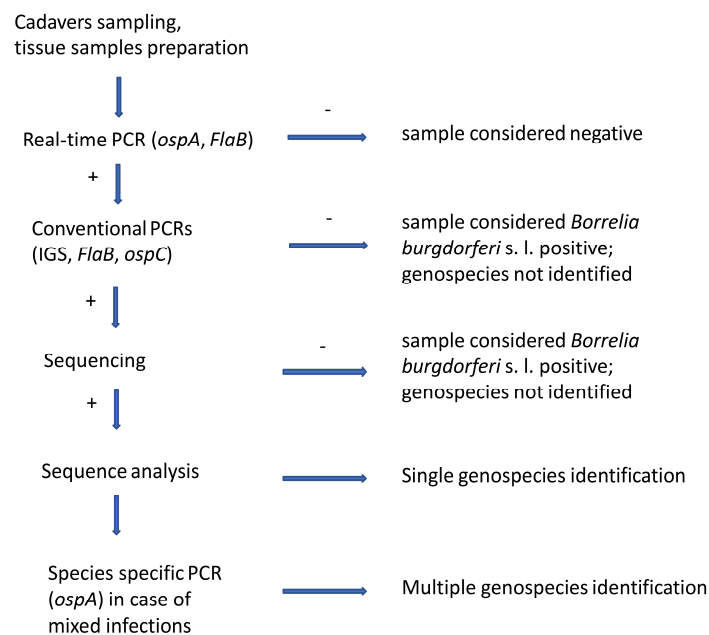 Cadavers sampling,
tissue samples preparation
-
Real-time PCR (ospA, FlaB)
sample considered negative
+
Conventional PCRs
(IGS, FlaB, ospC)
-
sample considered Borrelia
burgdorferi s. l. positive;
genospecies not identified
+
Sequencing
-
sample considered Borrelia
burgdorferi s. l. positive;
genospecies not identified
+
Sequence analysis
Single genospecies identification
Species specific PCR
(ospA) in case of
mixed infections
Multiple genospecies identification